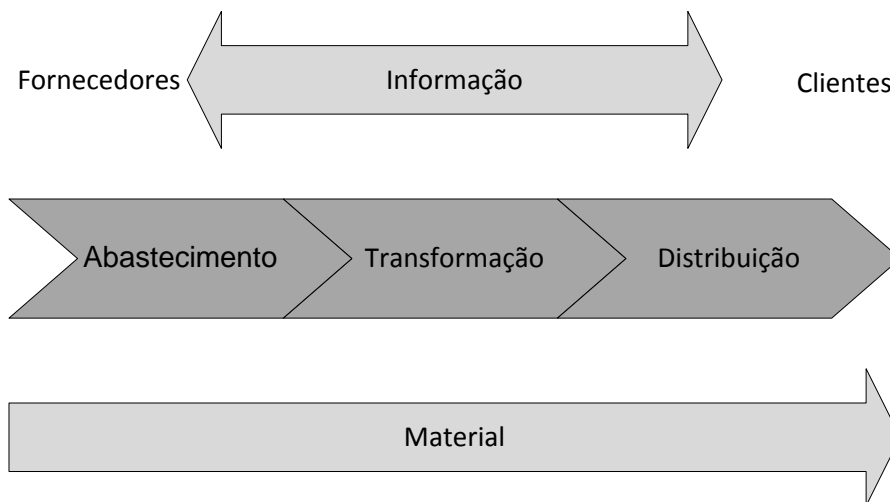 Fornecedores
Informação
Clientes
Abastecimento
Transformação
Distribuição
Material